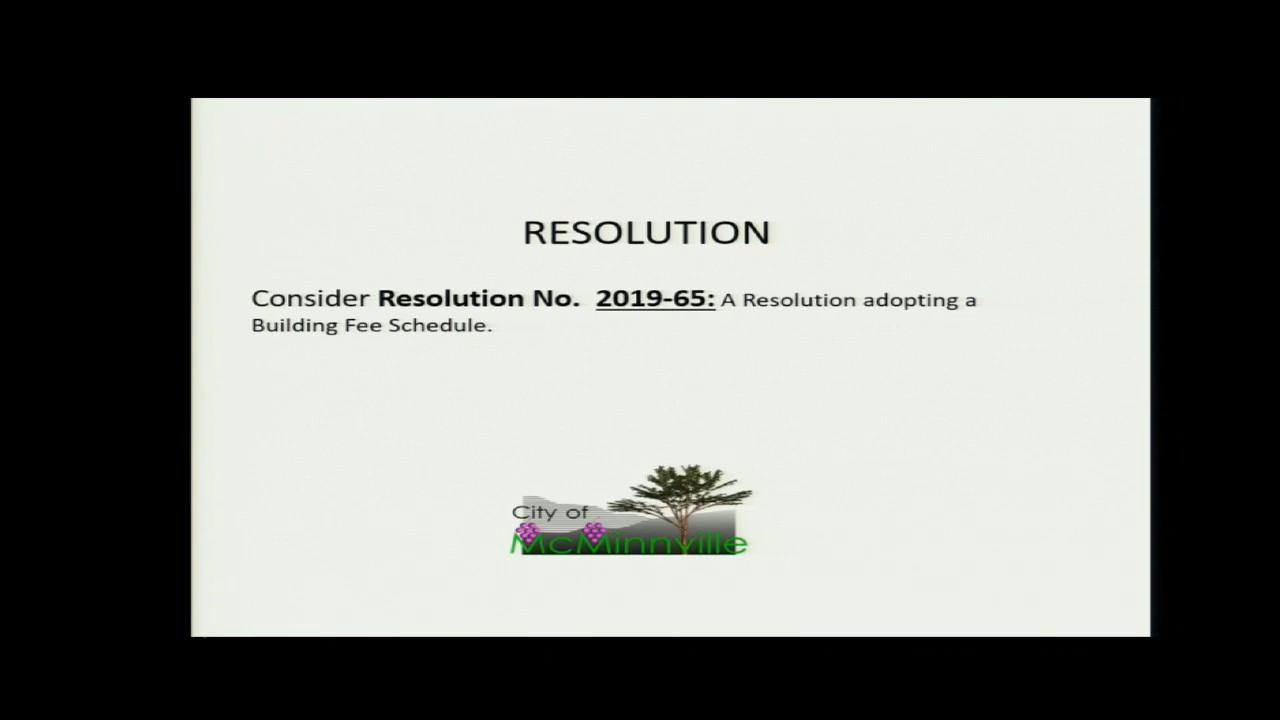 RESOLUTION
Consider Resolution No. 2019-65: A Resolution adopting a
Building Fee Schedule.
City of
McMinnville